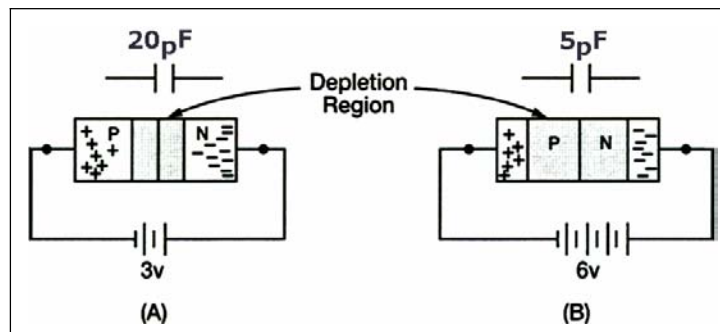 20pF
5pF
Depletion
Region
P
N
P
N
3v
6v
(A)
(B)